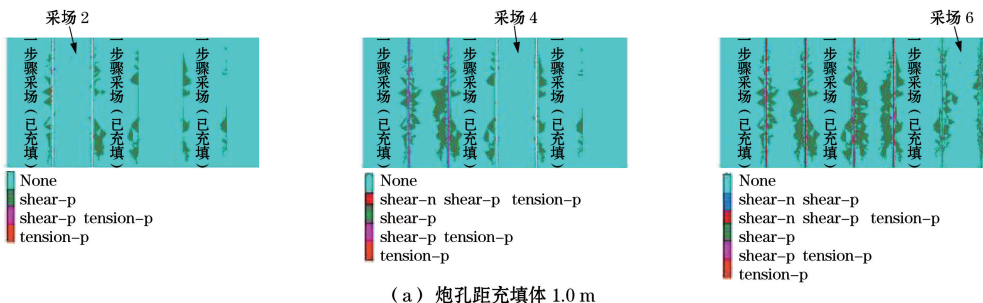 采场 2
一步骤采场(已充填)
一步骤采场(已充填)
一步骤采场(已充填)
None
shear-p
shear-p tension-p
tension-p
采场 4
一步骤采场(已充填)
一步骤采场(已充填)
一步骤采场(已充填)
None
shear-n shear-p tension-p
shear-p
shear-p tension-p
tension-p
采场 6
一步骤采场(已充填)
一步骤采场(已充填)
一步骤采场(已充填)
None
shear-n shear-p
shear-n shear-p tension-p
shear-p
shear-p tension-p
tension-p
(a) 炮孔距充填体 1.0 m